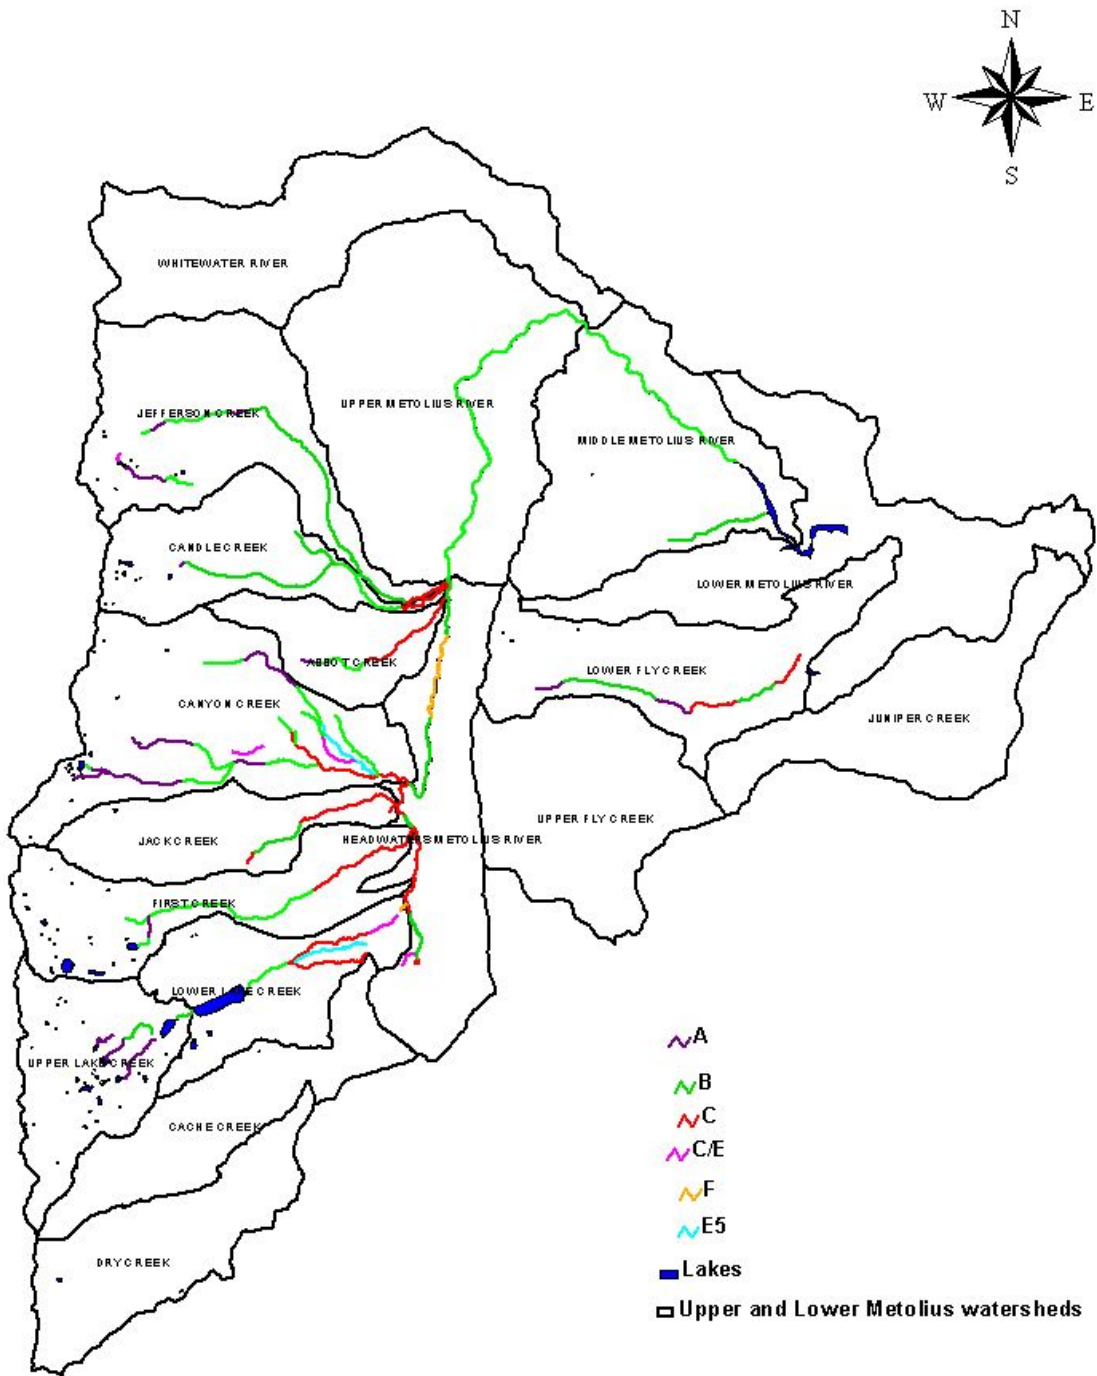 N
W E
S
WHITEWATER RIVER
JEFFERSON CREEK
UPPER METOLIUS RIVER
MIDDLE METOLIUS RIVER
CANDLE CREEK
LOWER METOLIUS RIVER
ABBOT CREEK
LOWER FLY CREEK
CANYON CREEK
JUNIPER CREEK
UPPER FLY CREEK
JACK CREEK
HEADWATERS METOLIUS RIVER
FIRST CREEK
LOWER LAKE CREEK
UPPER LAKE CREEK
CACHE CREEK
DRY CREEK
A
B
C
C/E
F
E5
Lakes
Upper and Lower Metolius watersheds